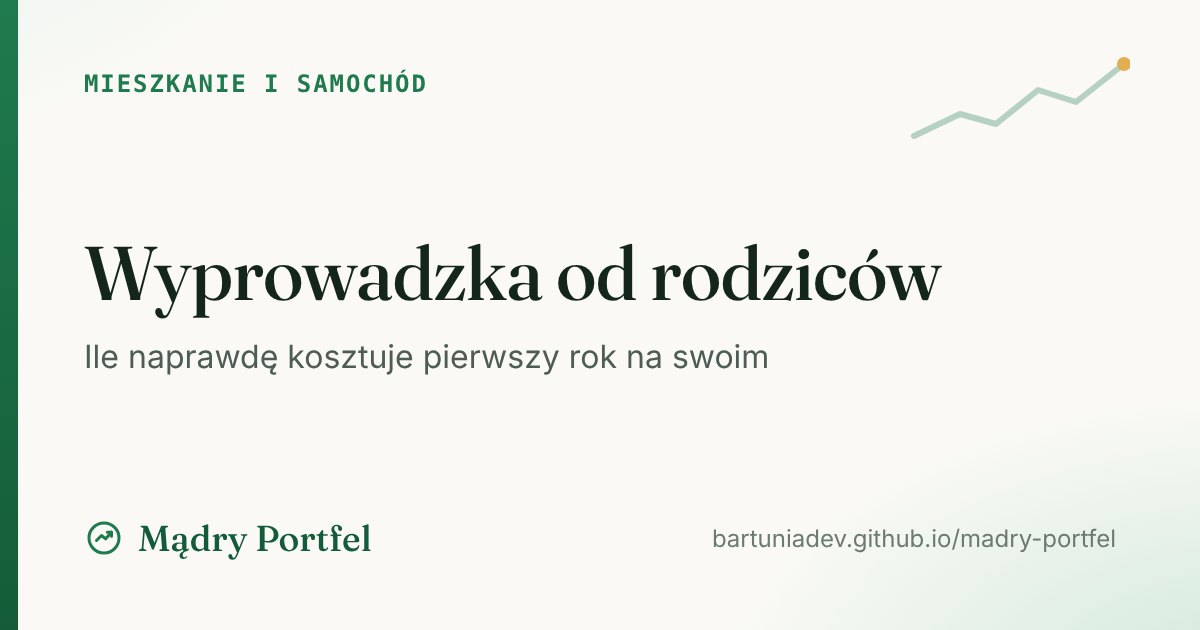 MIESZKANIE I SAMOCHÓD
Wyprowadzka od rodziców
Ile naprawdę kosztuje pierwszy rok na swoim
Mądry Portfel
bartuniadev.github.io/madry-portfel